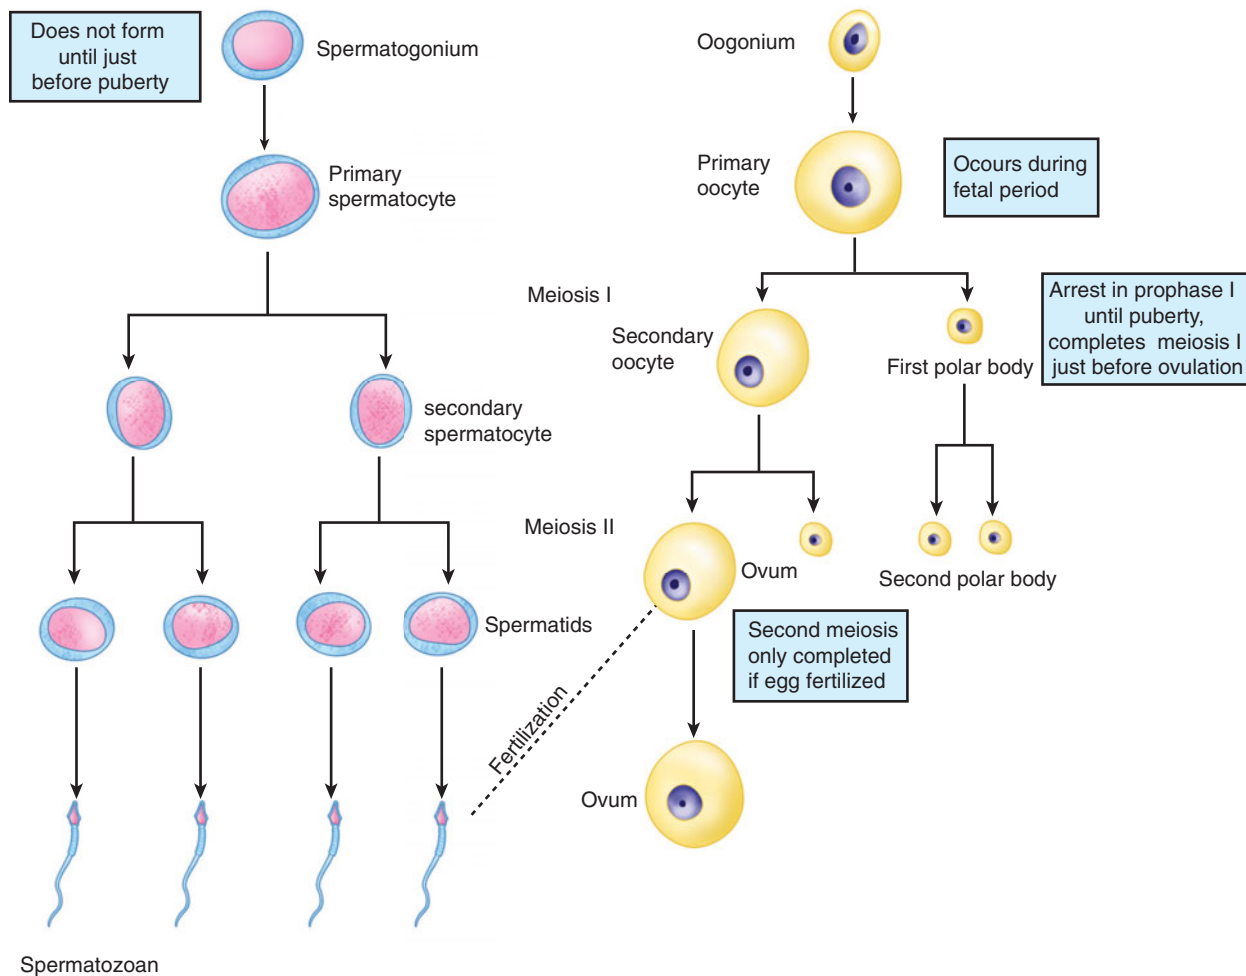 Does not form
until just
before puberty
Spermatogonium
Oogonium
Primary
spermatocyte
Primary
oocyte
Ocours during
fetal period
Meiosis I
Secondary
oocyte
First polar body
Arrest in prophase I
until puberty,
completes meiosis I
just before ovulation
secondary
spermatocyte
Meiosis II
Ovum
Second polar body
Spermatids
Second meiosis
only completed
if egg fertilized
Fertilization
Ovum
Spermatozoan